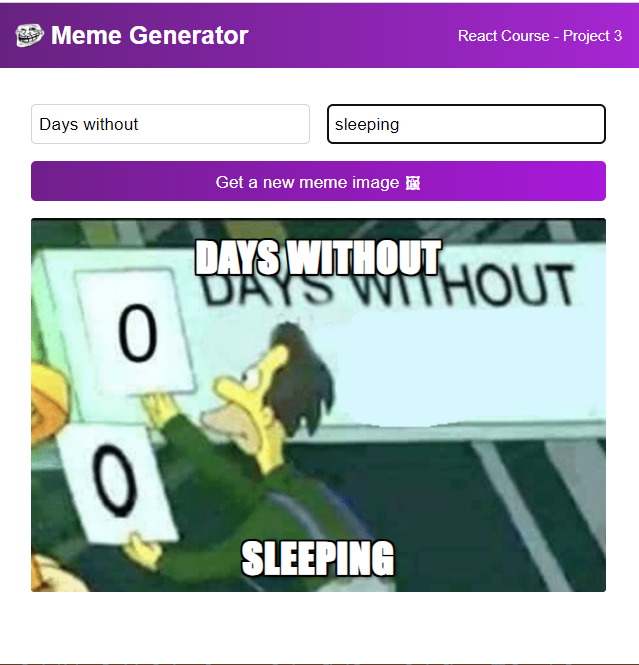 Meme Generator
React Course - Project 3
Days without
sleeping
Get a new meme image
DAYS WITHOUT
DAYS WITHOUT
0
0
SLEEPING